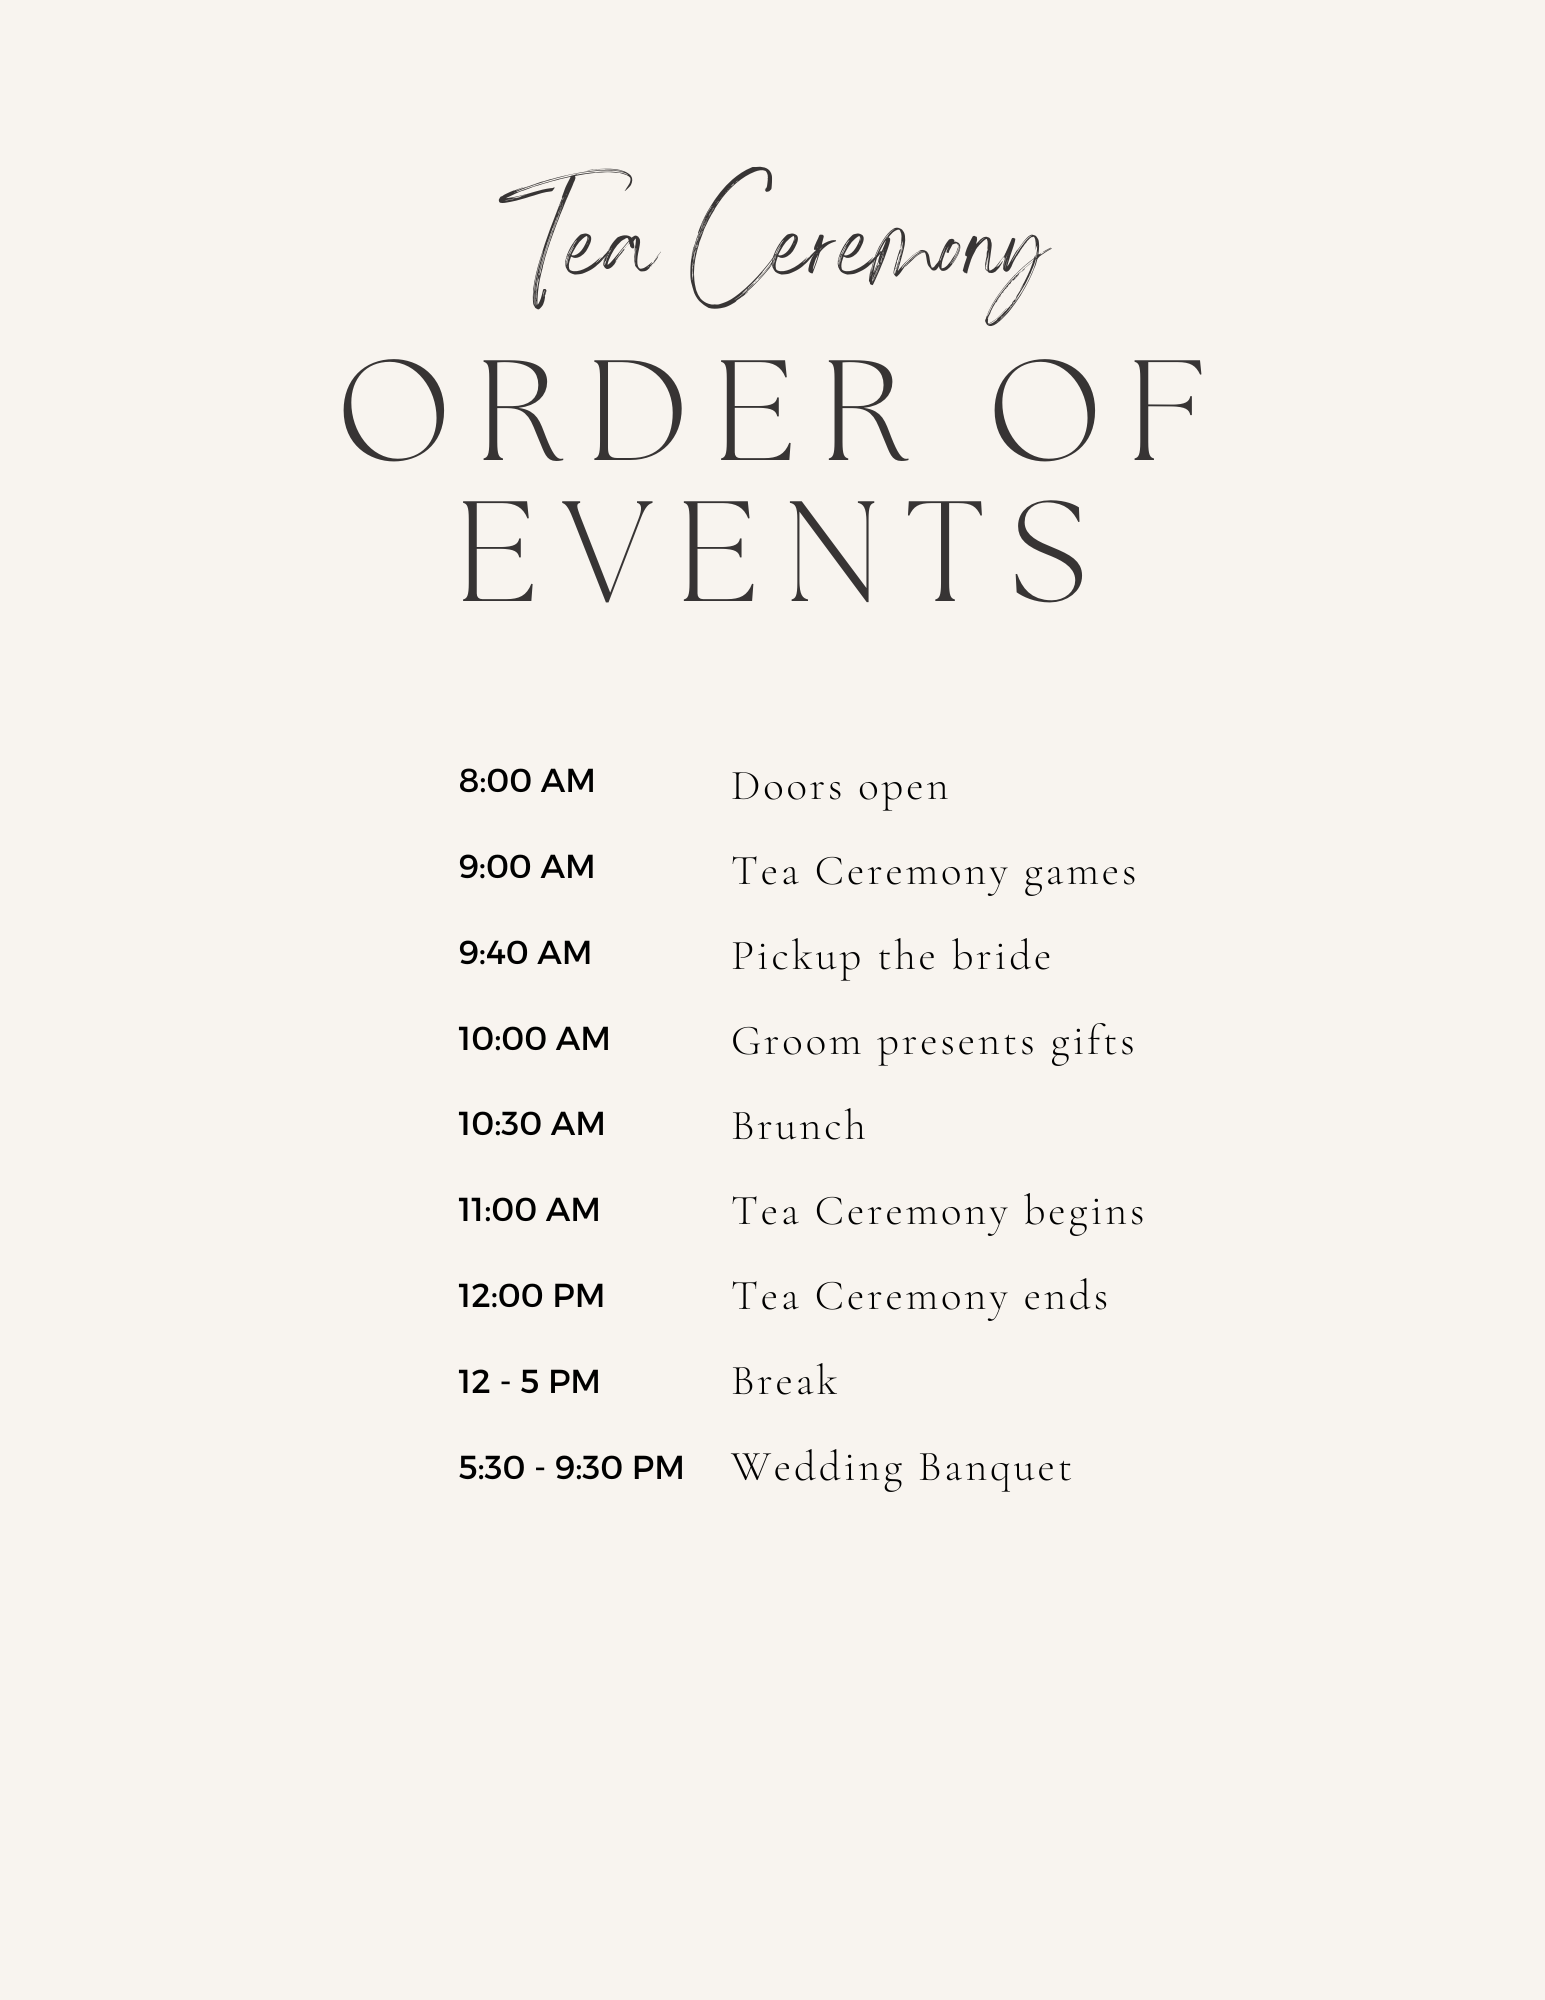 Tea Ceremony
ORDER OF
EVENTS
8:00 AM Doors open
9:00 AM Tea Ceremony games
9:40 AM Pickup the bride
10:00 AM Groom presents gifts
10:30 AM Brunch
11:00 AM Tea Ceremony begins
12:00 PM Tea Ceremony ends
12 - 5 PM Break
5:30 - 9:30 PM Wedding Banquet